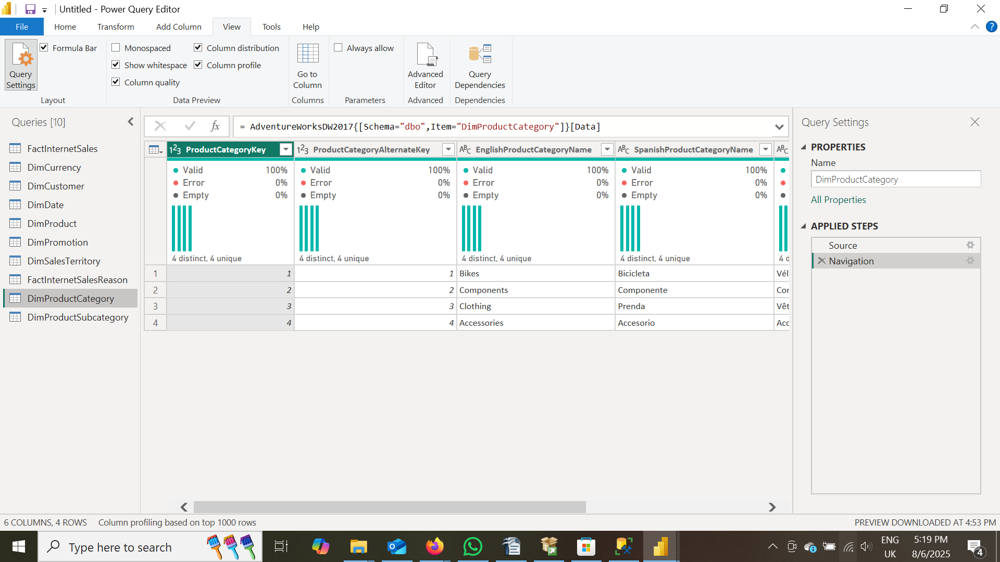 Untitled - Power Query Editor
File Home Transform Add Column View Tools Help
Query Settings
Formula Bar
Layout
Monospaced
Show whitespace
Column quality
Column distribution
Column profile
Data Preview
Go to Column
Columns
Always allow
Parameters
Advanced Editor
Advanced
Query Dependencies
Dependencies
Queries [10]
FactInternetSales
DimCurrency
DimCustomer
DimDate
DimProduct
DimPromotion
DimSalesTerritory
FactInternetSalesReason
DimProductCategory
DimProductSubcategory
fx
= AdventureWorksDW2017{[Schema="dbo",Item="DimProductCategory"]}[Data]
123 ProductCategoryKey 123 ProductCategoryAlternateKey ABC EnglishProductCategoryName ABC SpanishProductCategoryName ABC
Valid 100% Valid 100% Valid 100% Valid 100%
Error 0% Error 0% Error 0% Error 0%
Empty 0% Empty 0% Empty 0% Empty 0%
4 distinct, 4 unique 4 distinct, 4 unique 4 distinct, 4 unique 4 distinct, 4 unique 4 d
1 1 1 Bikes Bicicleta Vél
2 2 2 Components Componente Cor
3 3 3 Clothing Prenda Vêt
4 4 4 Accessories Accesorio Acc
Query Settings
PROPERTIES
Name
DimProductCategory
All Properties
APPLIED STEPS
Source
Navigation
6 COLUMNS, 4 ROWS Column profiling based on top 1000 rows
PREVIEW DOWNLOADED AT 4:53 PM
Type here to search
ENG
UK
5:19 PM
8/6/2025
4